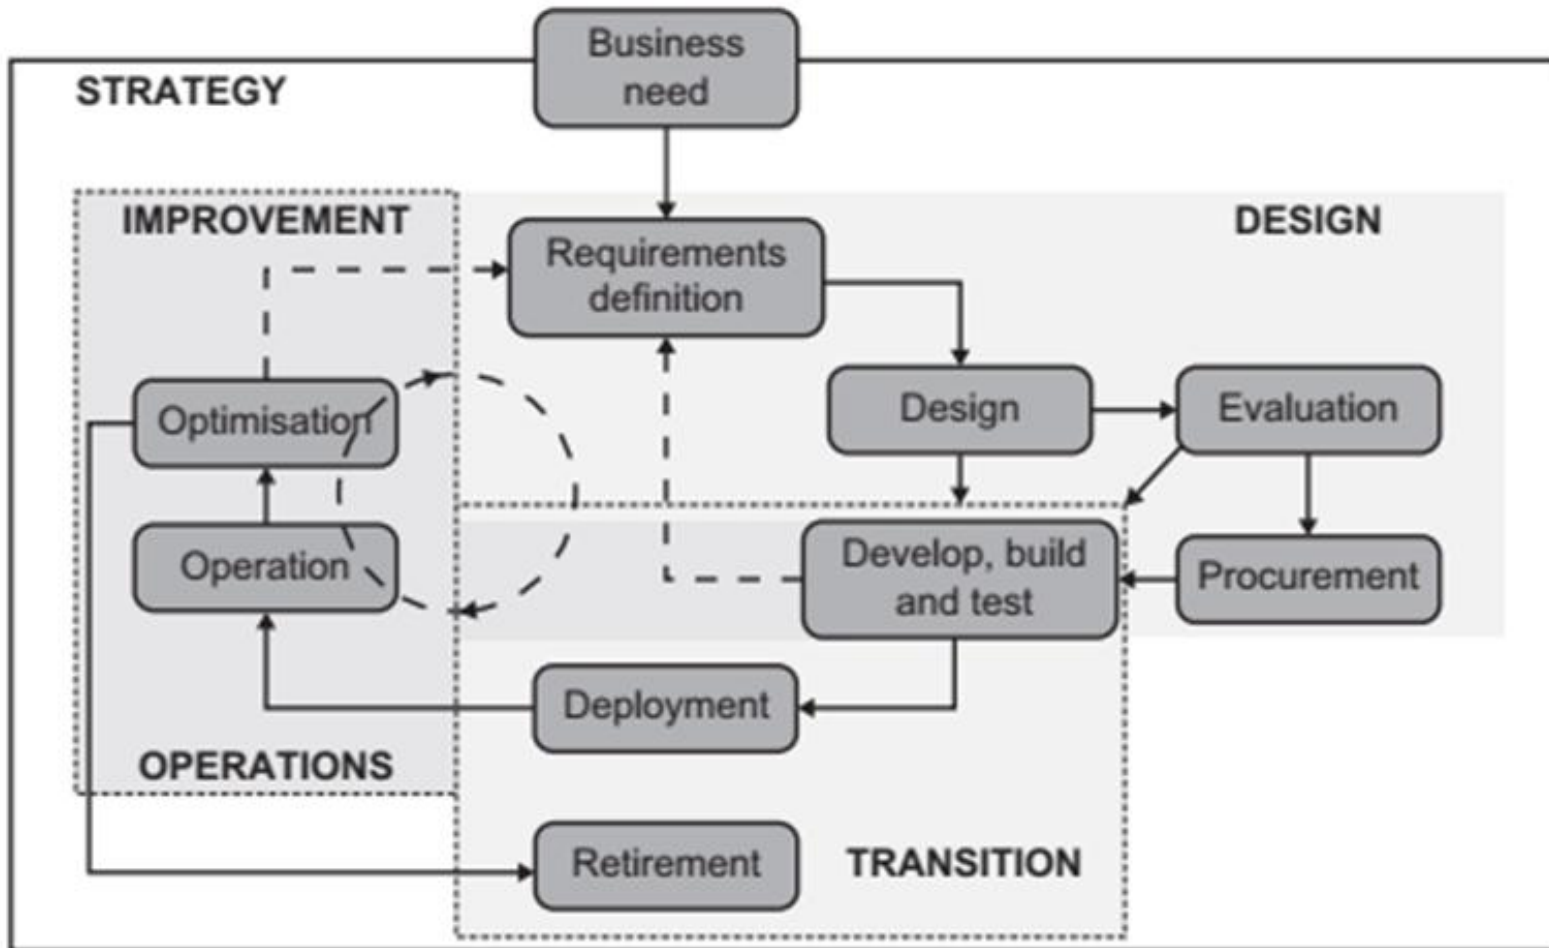 Business
need
STRATEGY
IMPROVEMENT
DESIGN
Requirements
definition
Optimisation
Design
Evaluation
Operation
Develop, build
and test
Procurement
Deployment
OPERATIONS
Retirement
TRANSITION